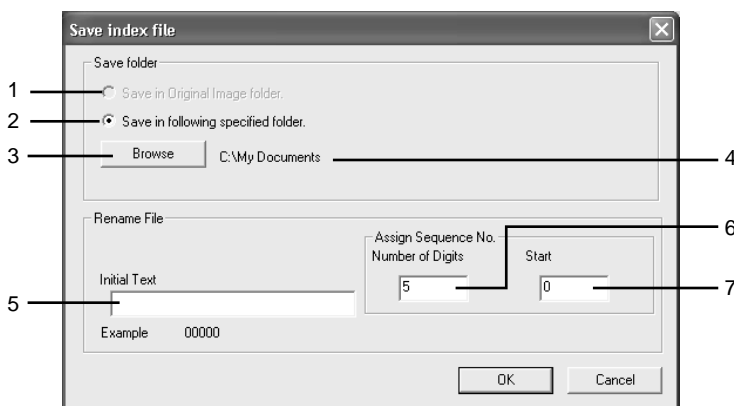 Save index file
Save folder
1 Save in Original Image folder.
2 Save in following specified folder.
3 Browse C:\My Documents 4
Rename File
Assign Sequence No. 6
Number of Digits Start
Initial Text 5 0 7
5
Example 00000
OK Cancel